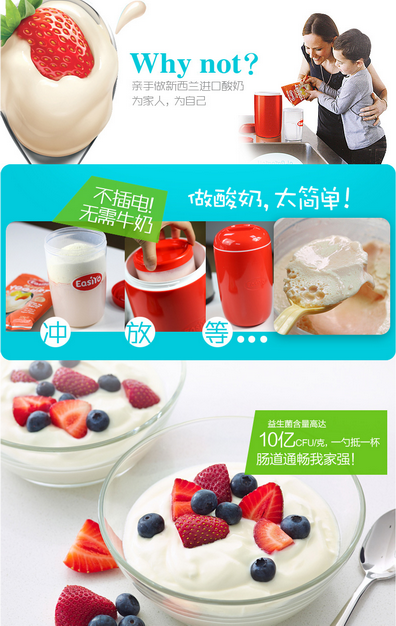 Why not?
亲手做新西兰进口酸奶
为家人，为自己
不插电!
无需牛奶
做酸奶，太简单!
EasiYo
冲 放 等...
益生菌含量高达
10亿CFU/克，一勺抵一杯
肠道通畅我家强!